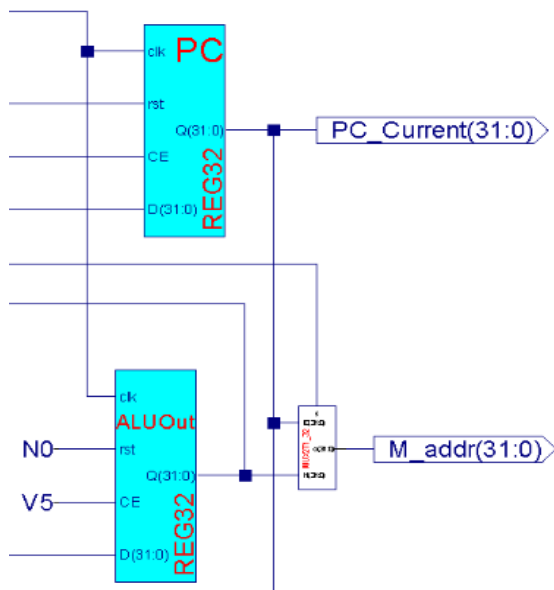 clk
PC
rst
Q(31:0)
PC_Current(31:0)
CE
D(31:0)
REG32
clk
ALUOut
N0
rst
Q(31:0)
M_addr(31:0)
V5
CE
D(31:0)
REG32